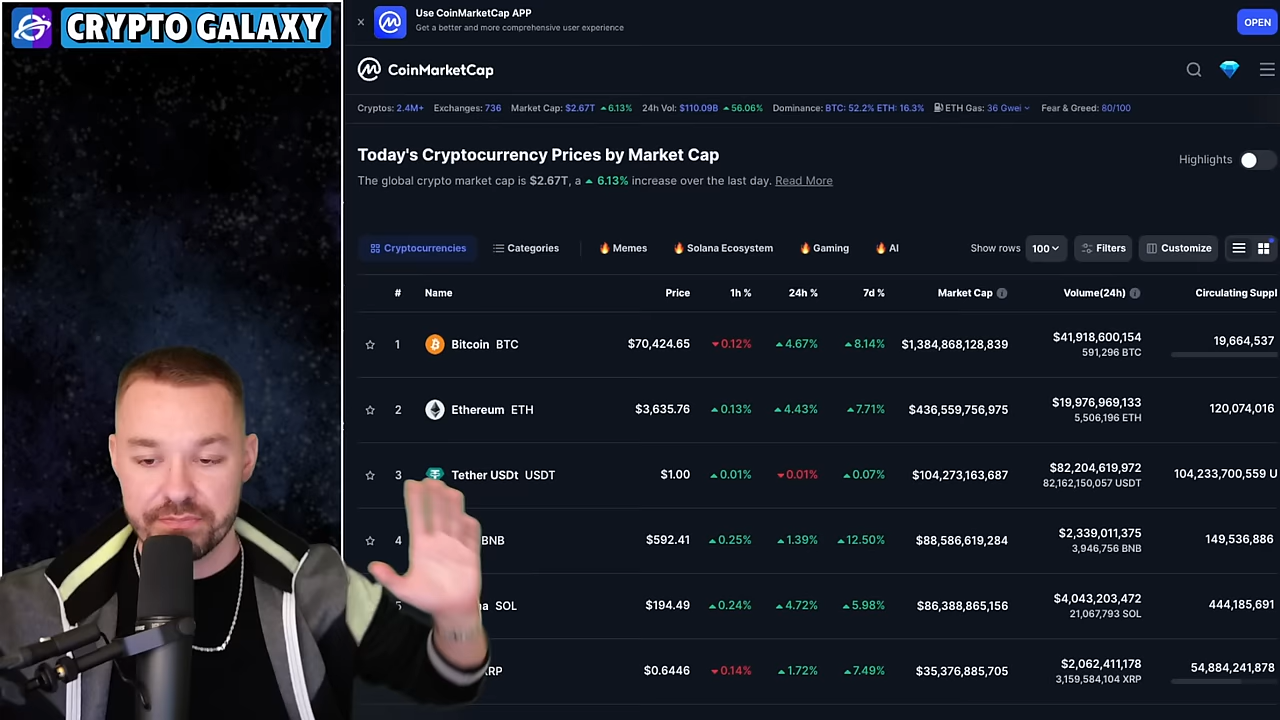 CRYPTO GALAXY
Use CoinMarketCap APP
Get a better and more comprehensive user experience
OPEN
CoinMarketCap
Cryptos: 2.4M+ Exchanges: 736 Market Cap: $2.67T 6.13% 24h Vol: $110.09B 56.06% Dominance: BTC: 52.2% ETH: 16.3% ETH Gas: 36 Gwei Fear & Greed: 80/100
Today's Cryptocurrency Prices by Market Cap
Highlights
The global crypto market cap is $2.67T, a 6.13% increase over the last day. Read More
Cryptocurrencies Categories Memes Solana Ecosystem Gaming AI Show rows 100 Filters Customize
# Name Price 1h % 24h % 7d % Market Cap Volume(24h) Circulating Suppl
1 Bitcoin BTC $70,424.65 0.12% 4.67% 8.14% $1,384,868,128,839 $41,918,600,154 19,664,537
591,296 BTC
2 Ethereum ETH $3,635.76 0.13% 4.43% 7.71% $436,559,756,975 $19,976,969,133 120,074,016
5,506,196 ETH
3 Tether USDt USDT $1.00 0.01% 0.01% 0.07% $104,273,163,687 $82,204,619,972 104,233,700,559 U
82,162,150,057 USDT
4 BNB $592.41 0.25% 1.39% 12.50% $88,586,619,284 $2,339,011,375 149,536,886
3,946,756 BNB
SOL $194.49 0.24% 4.72% 5.98% $86,388,865,156 $4,043,203,472 444,185,691
21,067,793 SOL
XRP $0.6446 0.14% 1.72% 7.49% $35,376,885,705 $2,062,411,178 54,884,241,878
3,159,584,104 XRP